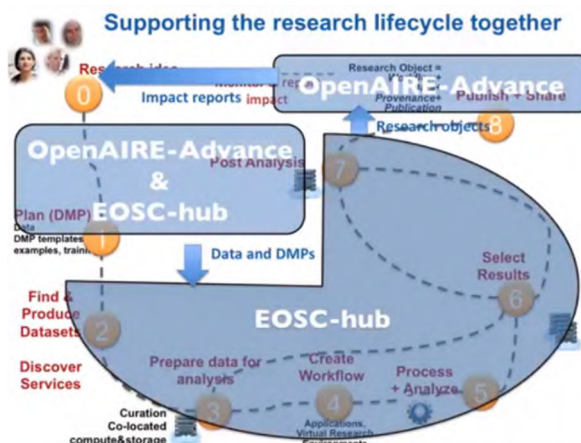 Supporting the research lifecycle together
Research idea
0
Impact reports
impact
Research Object =
OpenAIRE-Advance
Provenance+
Publication
Publish + Share
8
Research objects
OpenAIRE-Advance
&
EOSC-hub
Post Analysis
7
Plan (DMP)
Data
DMP templates
examples, training
1
Data and DMPs
Select
Results
6
Find &
Produce
Datasets
2
EOSC-hub
Discover
Services
Prepare data for
analysis
3
Create
Workflow
4
Process
+ Analyze
5
Curation
Co-located
compute&storage
Applications,
Virtual Research